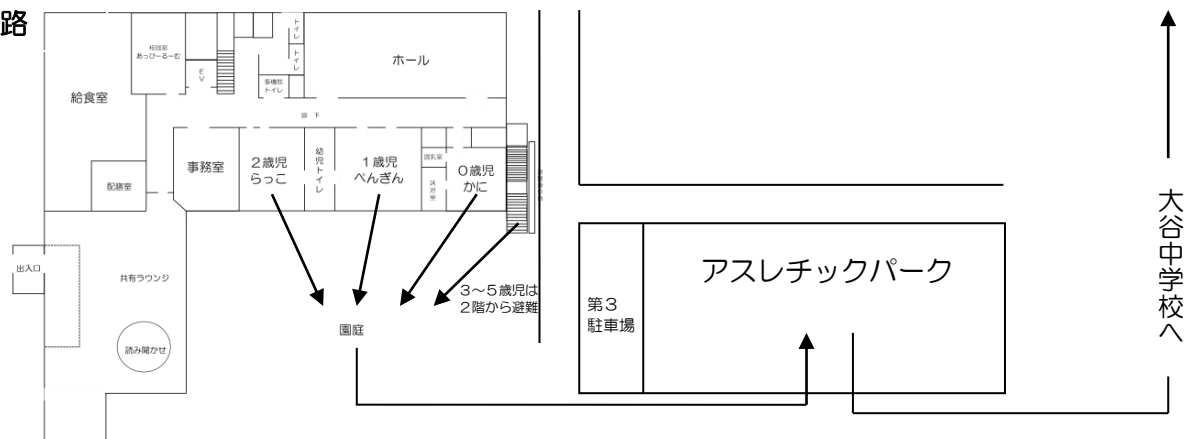 路
相談室
あっぴーるーむ
EV
トイレ
トイレ
多機能
トイレ
ホール
給食室
廊下
事務室
2歳児
らっこ
幼児トイレ
1歳児
ぺんぎん
調乳室
沐浴室
0歳児
かに
配膳室
出入口
共有ラウンジ
読み聞かせ
3～5歳児は
2階から避難
園庭
第3
駐車場
アスレチックパーク
大谷中学校へ